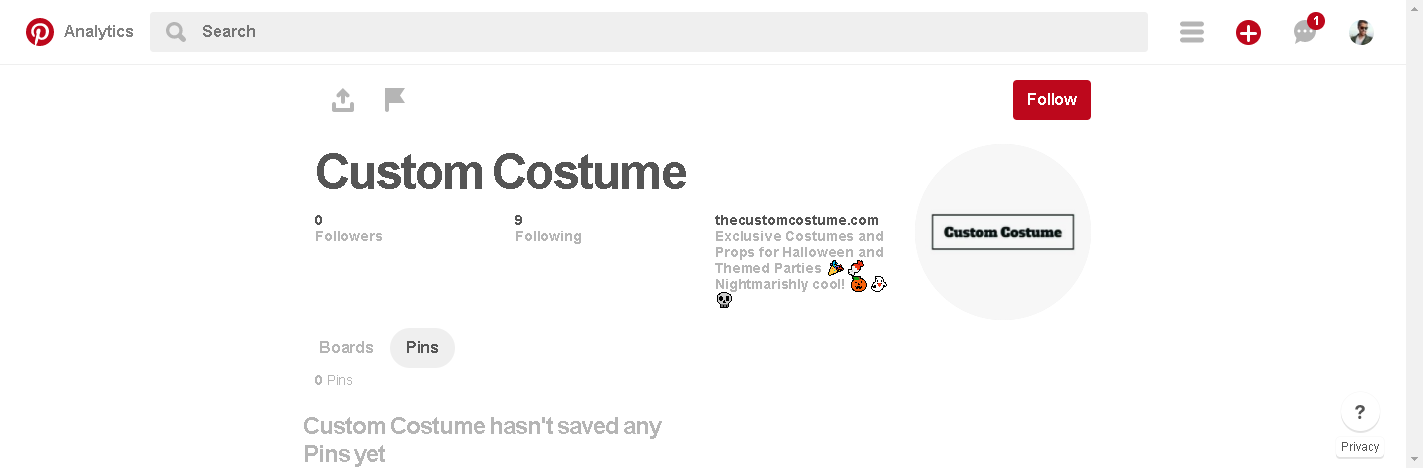 Analytics
Search
1
Follow
Custom Costume
0
Followers
9
Following
thecustomcostume.com
Exclusive Costumes and
Props for Halloween and
Themed Parties 🎉 🎅
Nightmarishly cool! 🎃 👻
💀
Custom Costume
Boards
Pins
0 Pins
Custom Costume hasn't saved any
Pins yet
?
Privacy